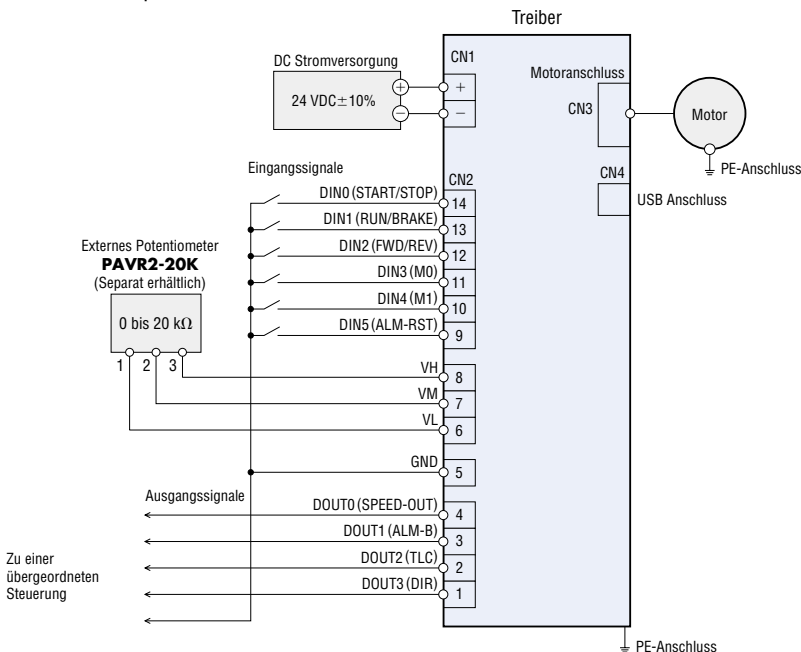 Treiber
DC Stromversorgung
24 VDC±10%
+
−
CN1
+
−
Motoranschluss
CN3
Motor
PE-Anschluss
CN4
USB Anschluss
Eingangssignale
CN2
DIN0 (START/STOP)
14
DIN1 (RUN/BRAKE)
13
DIN2 (FWD/REV)
12
DIN3 (M0)
11
DIN4 (M1)
10
DIN5 (ALM-RST)
9
Externes Potentiometer
PAVR2-20K
(Separat erhältlich)
0 bis 20 kΩ
1 2 3
VH
8
VM
7
VL
6
GND
5
Ausgangssignale
DOUT0 (SPEED-OUT)
4
DOUT1 (ALM-B)
3
DOUT2 (TLC)
2
DOUT3 (DIR)
1
Zu einer
übergeordneten
Steuerung
PE-Anschluss